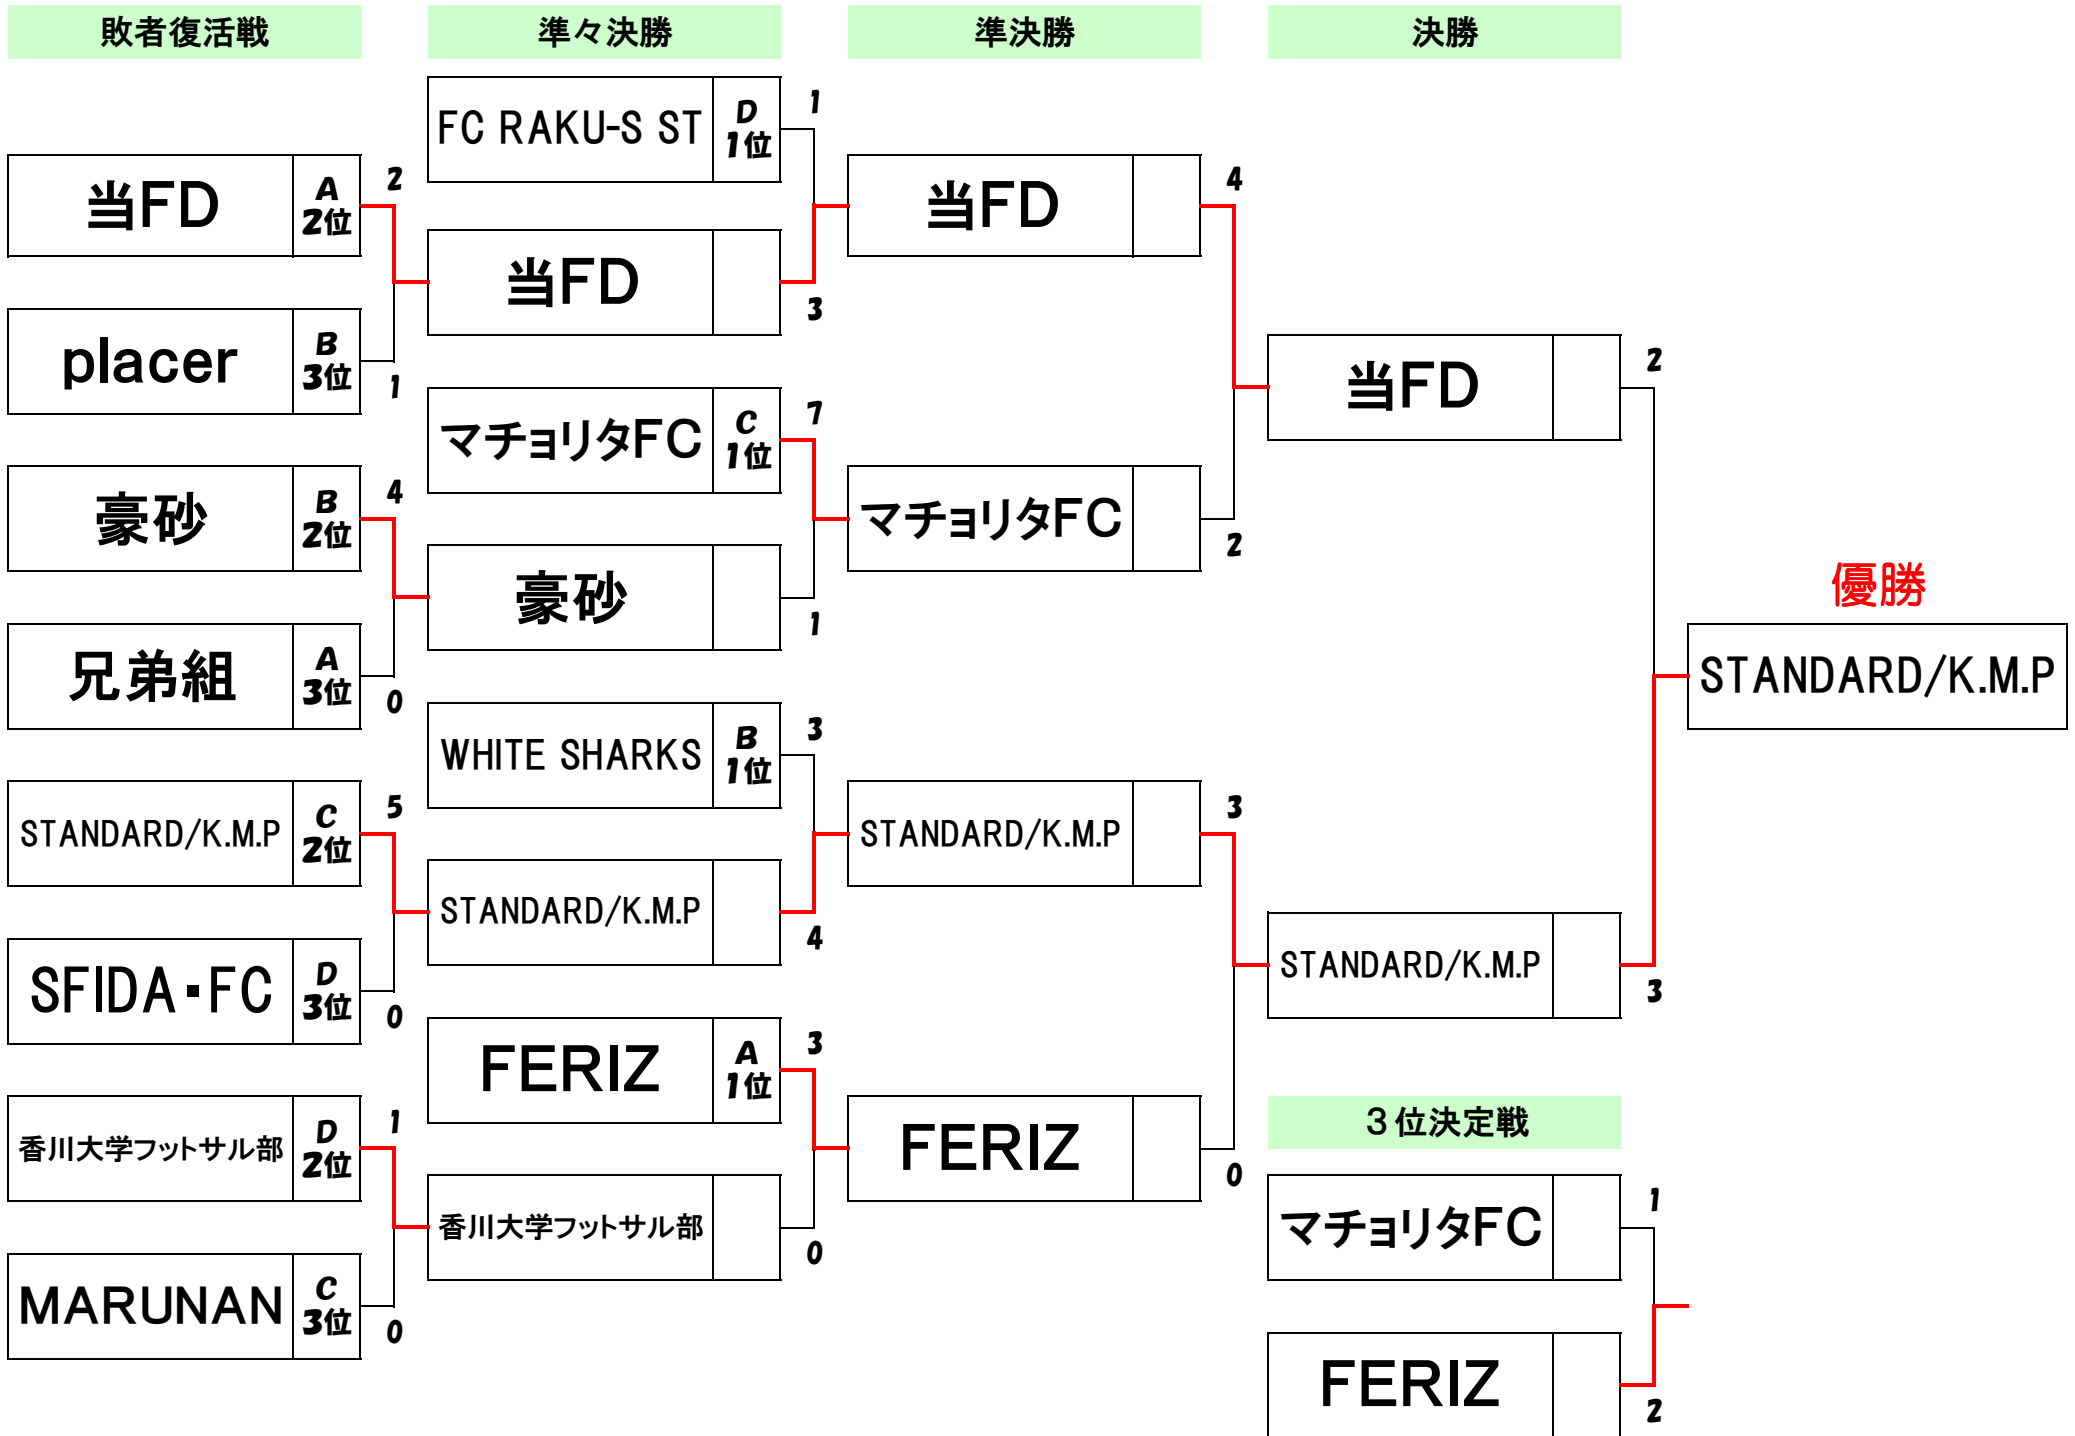 敗者復活戦
準々決勝
準決勝
決勝
当FD
A
2位
2
placer
B
3位
1
豪砂
B
2位
4
兄弟組
A
3位
0
STANDARD/K.M.P
C
2位
5
SFIDA・FC
D
3位
0
香川大学フットサル部
D
2位
1
MARUNAN
C
3位
0
FC RAKU-S ST
D
1位
1
当FD
3
マチョリタFC
C
1位
7
豪砂
1
WHITE SHARKS
B
1位
3
STANDARD/K.M.P
4
FERIZ
A
1位
3
香川大学フットサル部
0
当FD
4
マチョリタFC
2
STANDARD/K.M.P
3
FERIZ
0
当FD
2
STANDARD/K.M.P
3
優勝
STANDARD/K.M.P
３位決定戦
マチョリタFC
1
FERIZ
2